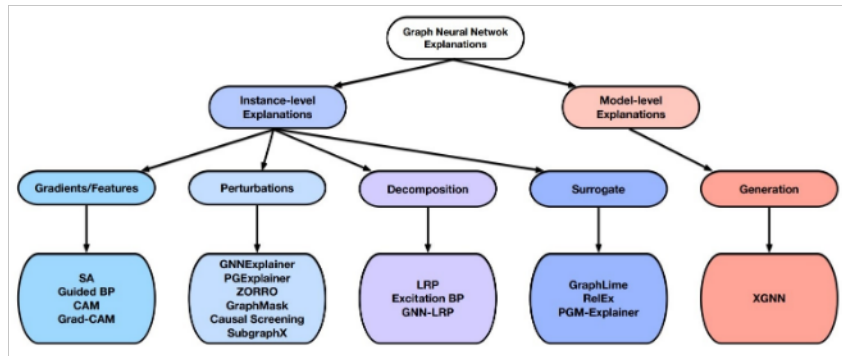 Graph Neural Netwok
Explanations
Instance-level
Explanations
Model-level
Explanations
Gradients/Features
Perturbations
Decomposition
Surrogate
Generation
SA
Guided BP
CAM
Grad-CAM
GNNExplainer
PGExplainer
ZORRO
GraphMask
Causal Screening
SubgraphX
LRP
Excitation BP
GNN-LRP
GraphLime
RelEx
PGM-Explainer
XGNN